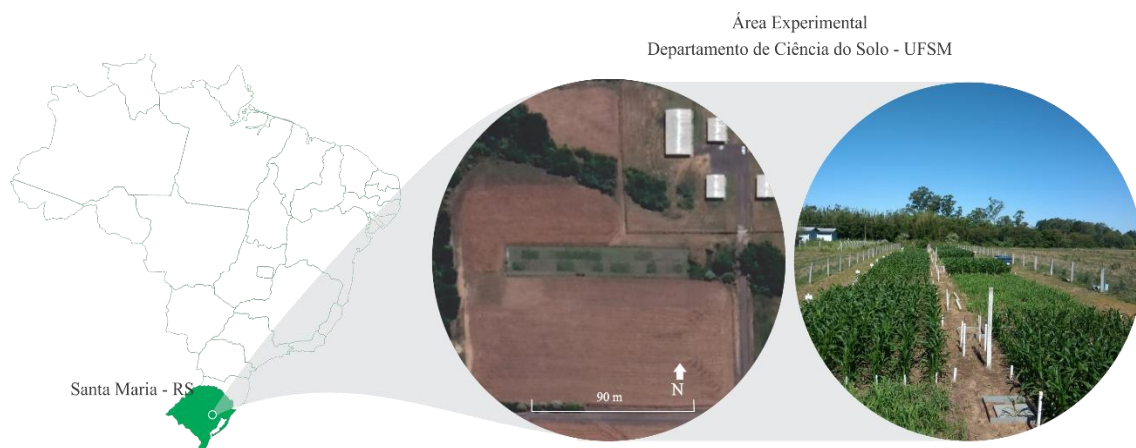 Área Experimental
Departamento de Ciência do Solo - UFSM
Santa Maria - RS
N
90 m